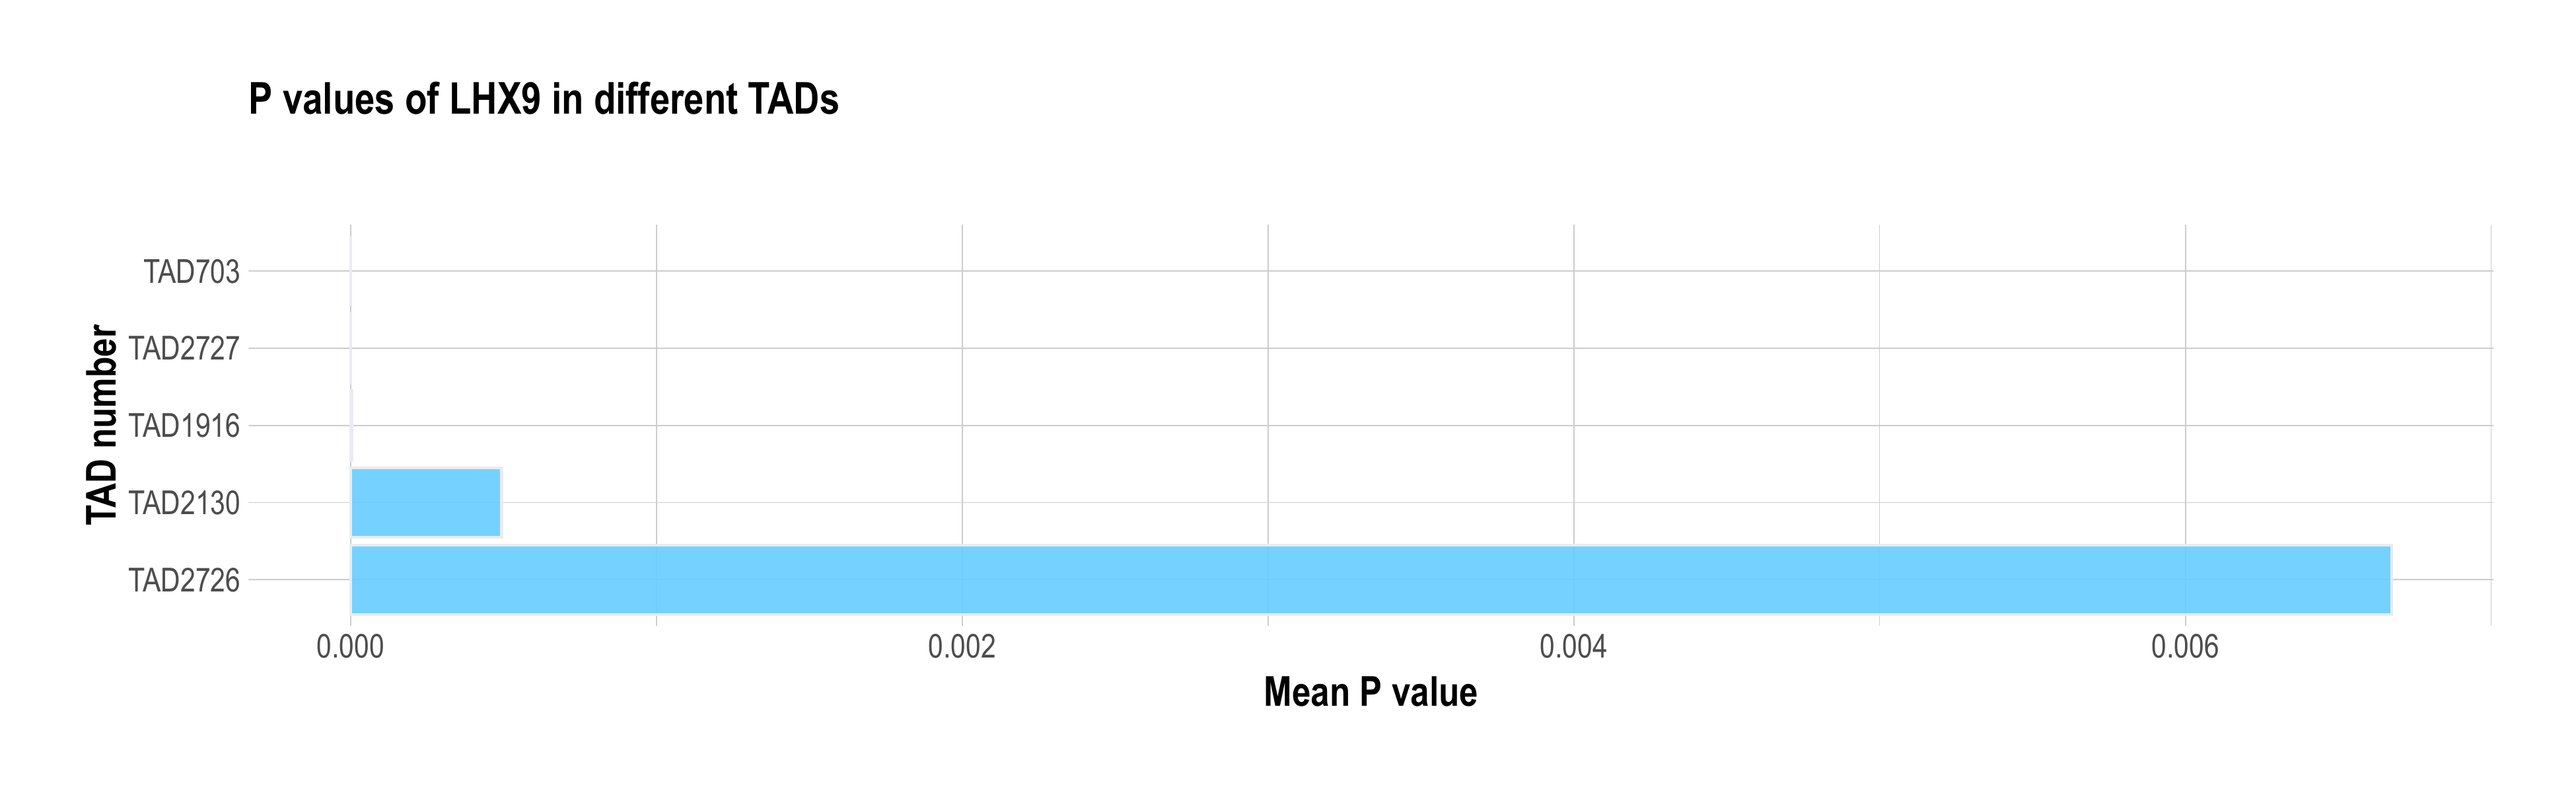 P values of LHX9 in different TADs
TAD number
TAD703
TAD2727
TAD1916
TAD2130
TAD2726
0.000 0.002 0.004 0.006
Mean P value